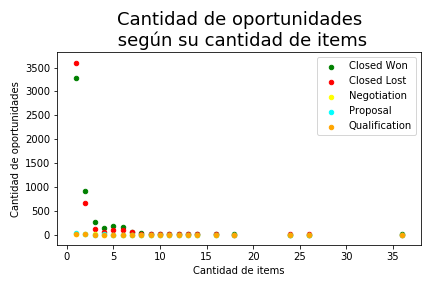 Cantidad de oportunidades
según su cantidad de items
Closed Won
Closed Lost
Negotiation
Proposal
Qualification
Cantidad de oportunidades
3500
3000
2500
2000
1500
1000
500
0
0
5
10
15
20
25
30
35
Cantidad de items